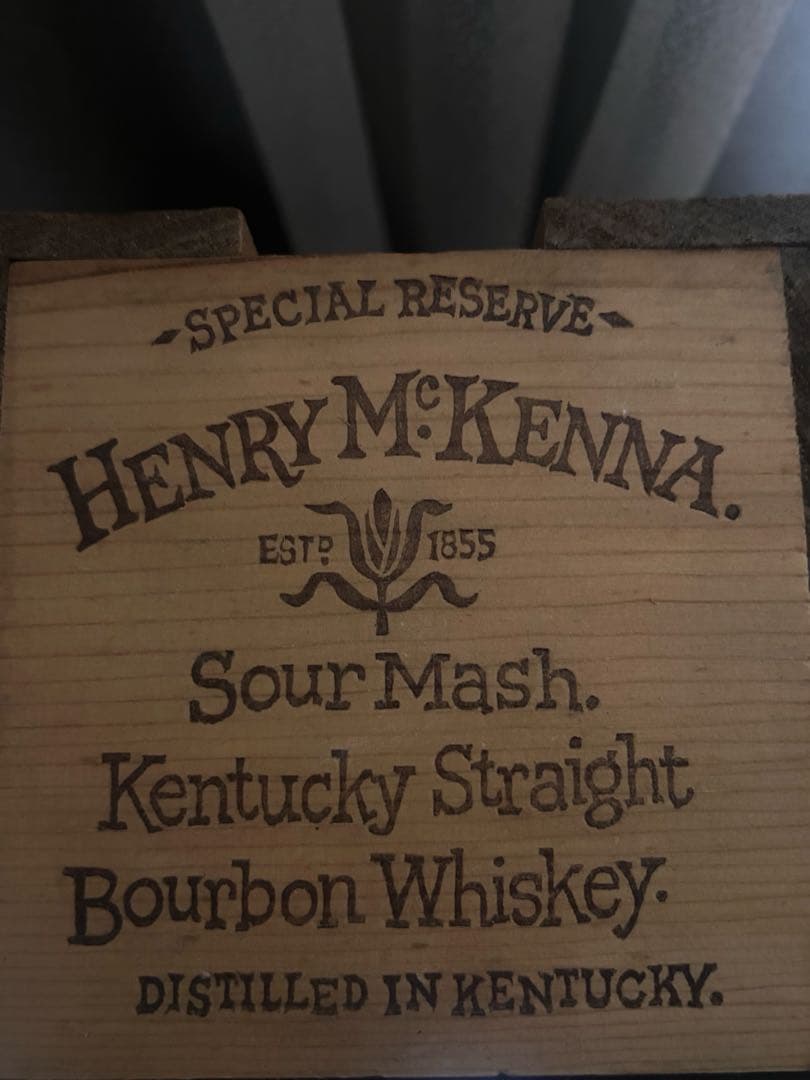 SPECIAL RESERVE
HENRY McKENNA.
ESTD 1855
Sour Mash.
Kentucky Straight
Bourbon Whiskey.
DISTILLED IN KENTUCKY.